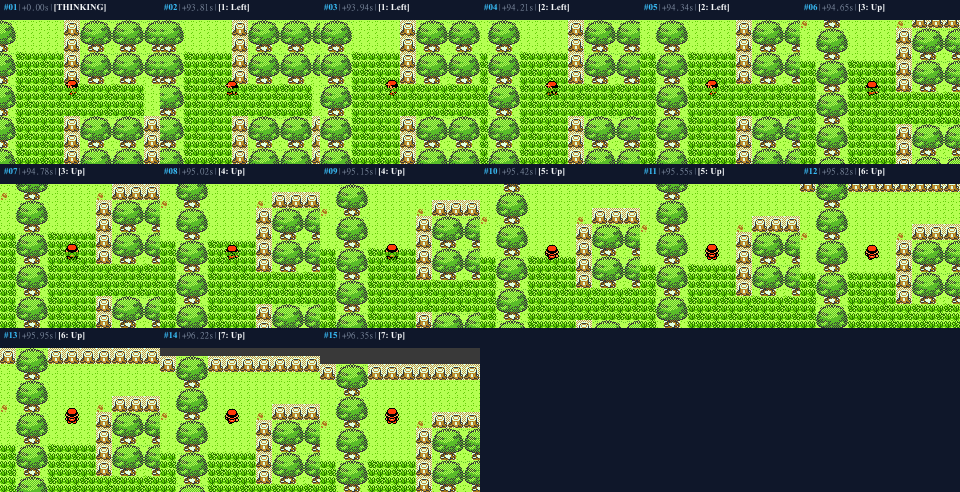 #01|+0.00s|[THINKING]
#02|+93.81s|[1: Left]
#03|+93.94s|[1: Left]
#04|+94.21s|[2: Left]
#05|+94.34s|[2: Left]
#06|+94.65s|[3: Up]
#07|+94.78s|[3: Up]
#08|+95.02s|[4: Up]
#09|+95.15s|[4: Up]
#10|+95.42s|[5: Up]
#11|+95.55s|[5: Up]
#12|+95.82s|[6: Up]
#13|+95.95s|[6: Up]
#14|+96.22s|[7: Up]
#15|+96.35s|[7: Up]